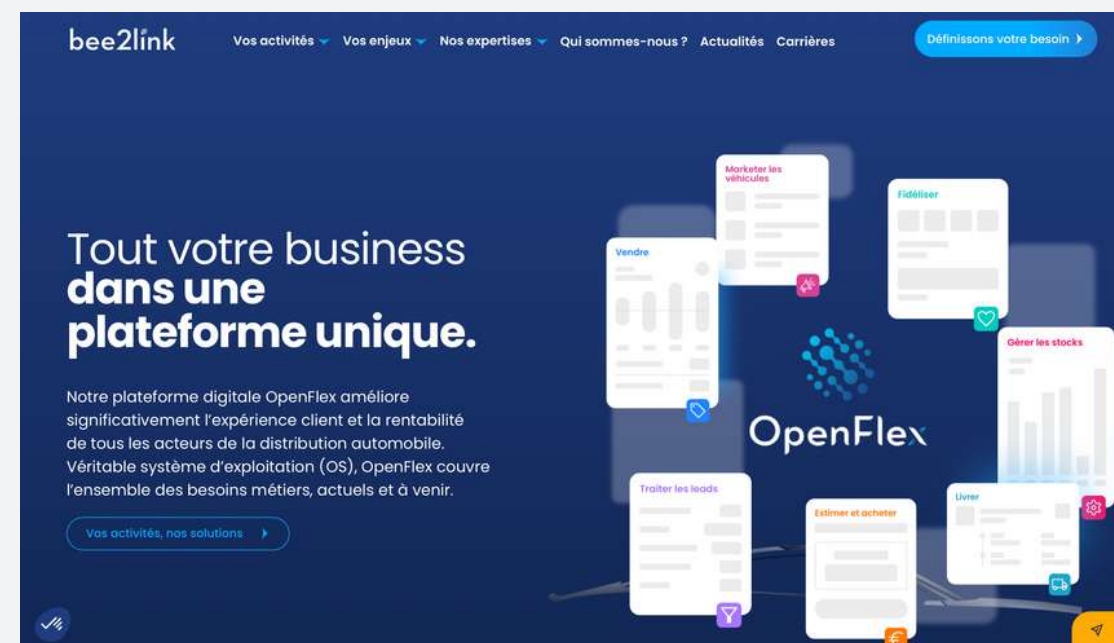 bee2link
Vos activités
Vos enjeux
Nos expertises
Qui sommes-nous ?
Actualités
Carrières
Définissons votre besoin
Tout votre business
dans une
plateforme unique.
Notre plateforme digitale OpenFlex améliore
significativement l'expérience client et la rentabilité
de tous les acteurs de la distribution automobile.
Véritable système d'exploitation (OS), OpenFlex couvre
l'ensemble des besoins métiers, actuels et à venir.
Vos activités, nos solutions
Marketer les
véhicules
Fidéliser
Vendre
Gérer les stocks
OpenFlex
Traiter les leads
Estimer et acheter
Livrer